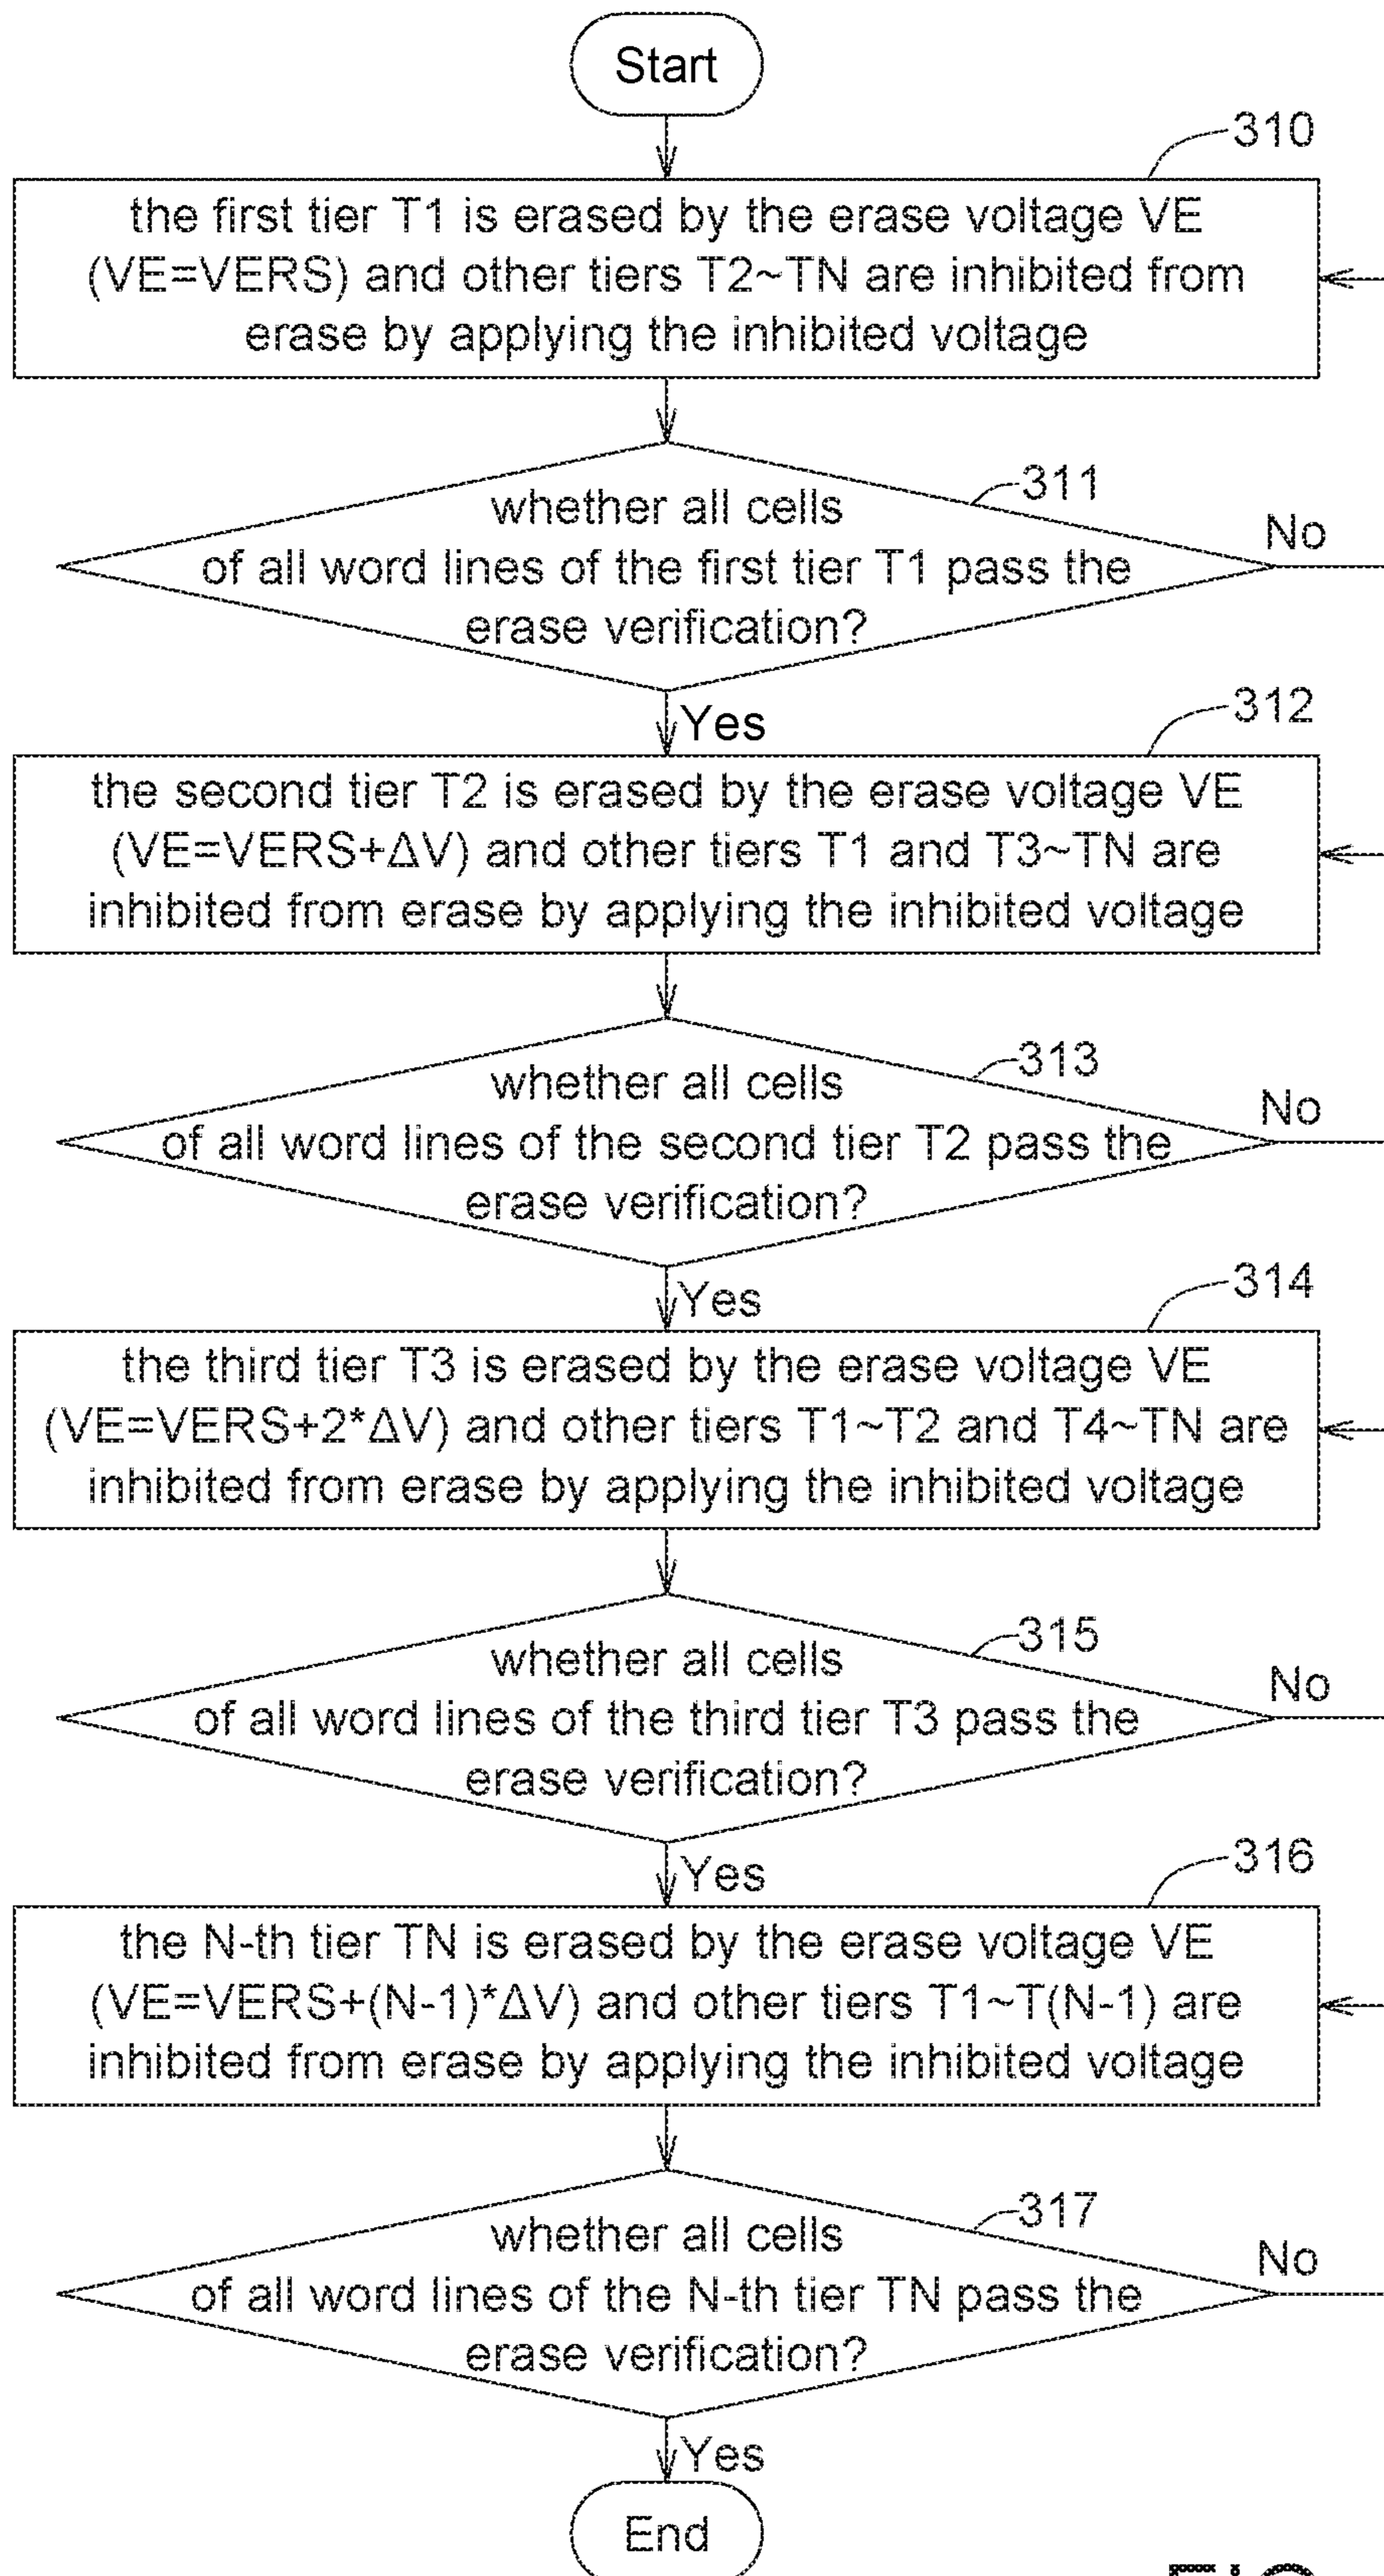 Start
310
the first tier T1 is erased by the erase voltage VE
(VE=VERS) and other tiers T2~TN are inhibited from
erase by applying the inhibited voltage
311
whether all cells
of all word lines of the first tier T1 pass the
erase verification?
No
Yes
312
the second tier T2 is erased by the erase voltage VE
(VE=VERS+ΔV) and other tiers T1 and T3~TN are
inhibited from erase by applying the inhibited voltage
313
whether all cells
of all word lines of the second tier T2 pass the
erase verification?
No
Yes
314
the third tier T3 is erased by the erase voltage VE
(VE=VERS+2*ΔV) and other tiers T1~T2 and T4~TN are
inhibited from erase by applying the inhibited voltage
315
whether all cells
of all word lines of the third tier T3 pass the
erase verification?
No
Yes
316
the N-th tier TN is erased by the erase voltage VE
(VE=VERS+(N-1)*ΔV) and other tiers T1~T(N-1) are
inhibited from erase by applying the inhibited voltage
317
whether all cells
of all word lines of the N-th tier TN pass the
erase verification?
No
Yes
End